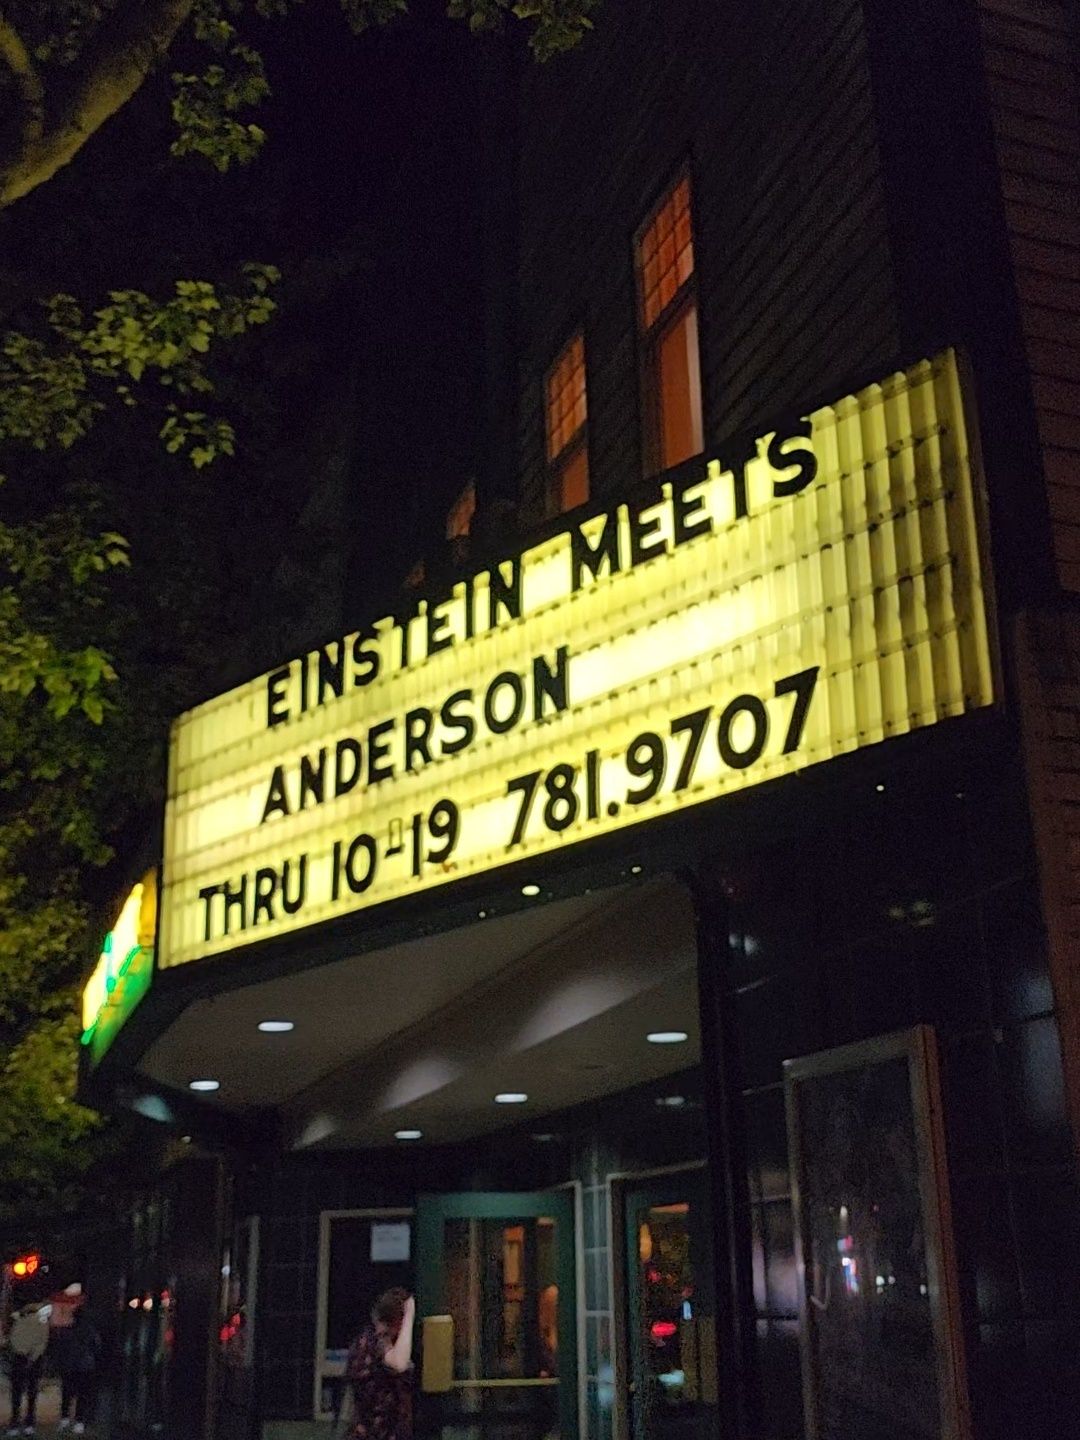 EINSTEIN MEETS
ANDERSON
THRU 10-19 781.9707